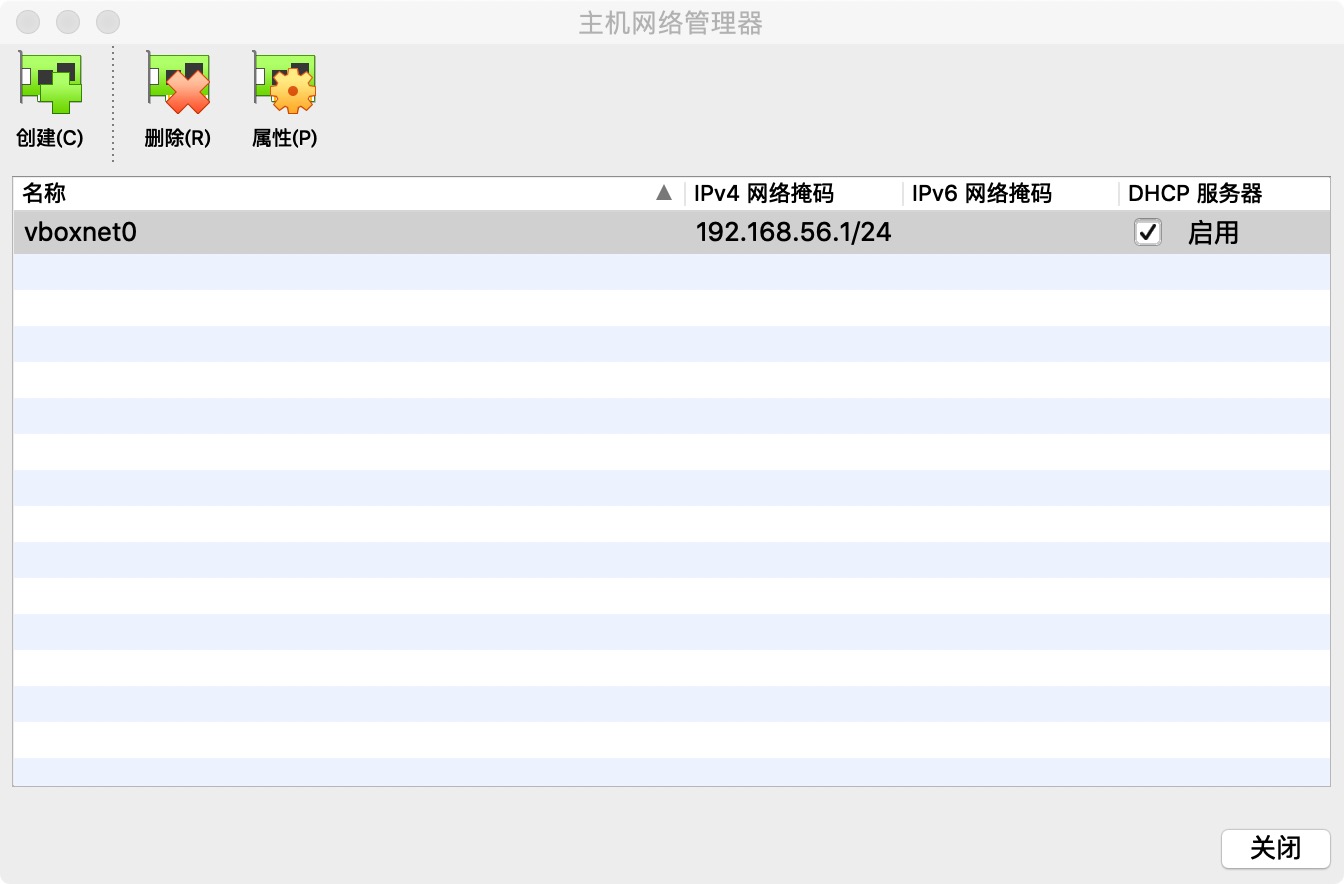 主机网络管理器
创建(C) 删除(R) 属性(P)
名称 IPv4 网络掩码 IPv6 网络掩码 DHCP 服务器
vboxnet0 192.168.56.1/24 启用
关闭